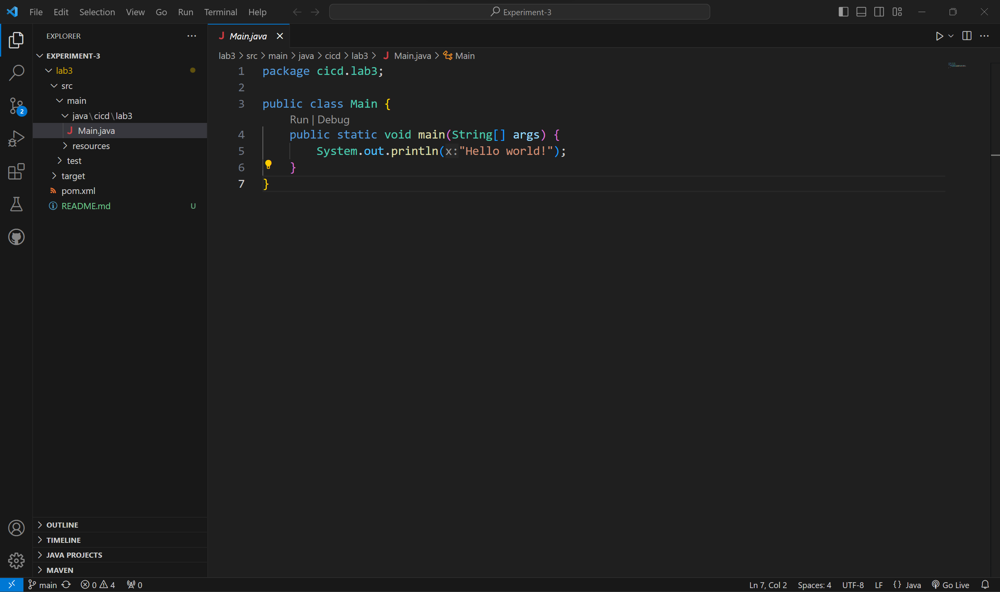 File Edit Selection View Go Run Terminal Help Experiment-3
EXPLORER
EXPERIMENT-3
lab3
src
main
java\cicd\lab3
Main.java
resources
test
target
pom.xml
README.md U
2
OUTLINE
TIMELINE
JAVA PROJECTS
MAVEN
Main.java
lab3 > src > main > java > cicd > lab3 > Main.java > Main
1 package cicd.lab3;
2
3 public class Main {
Run | Debug
4 public static void main(String[] args) {
5 System.out.println(x:"Hello world!");
6 }
7 }
main 0 4 0 Ln 7, Col 2 Spaces: 4 UTF-8 LF {} Java Go Live